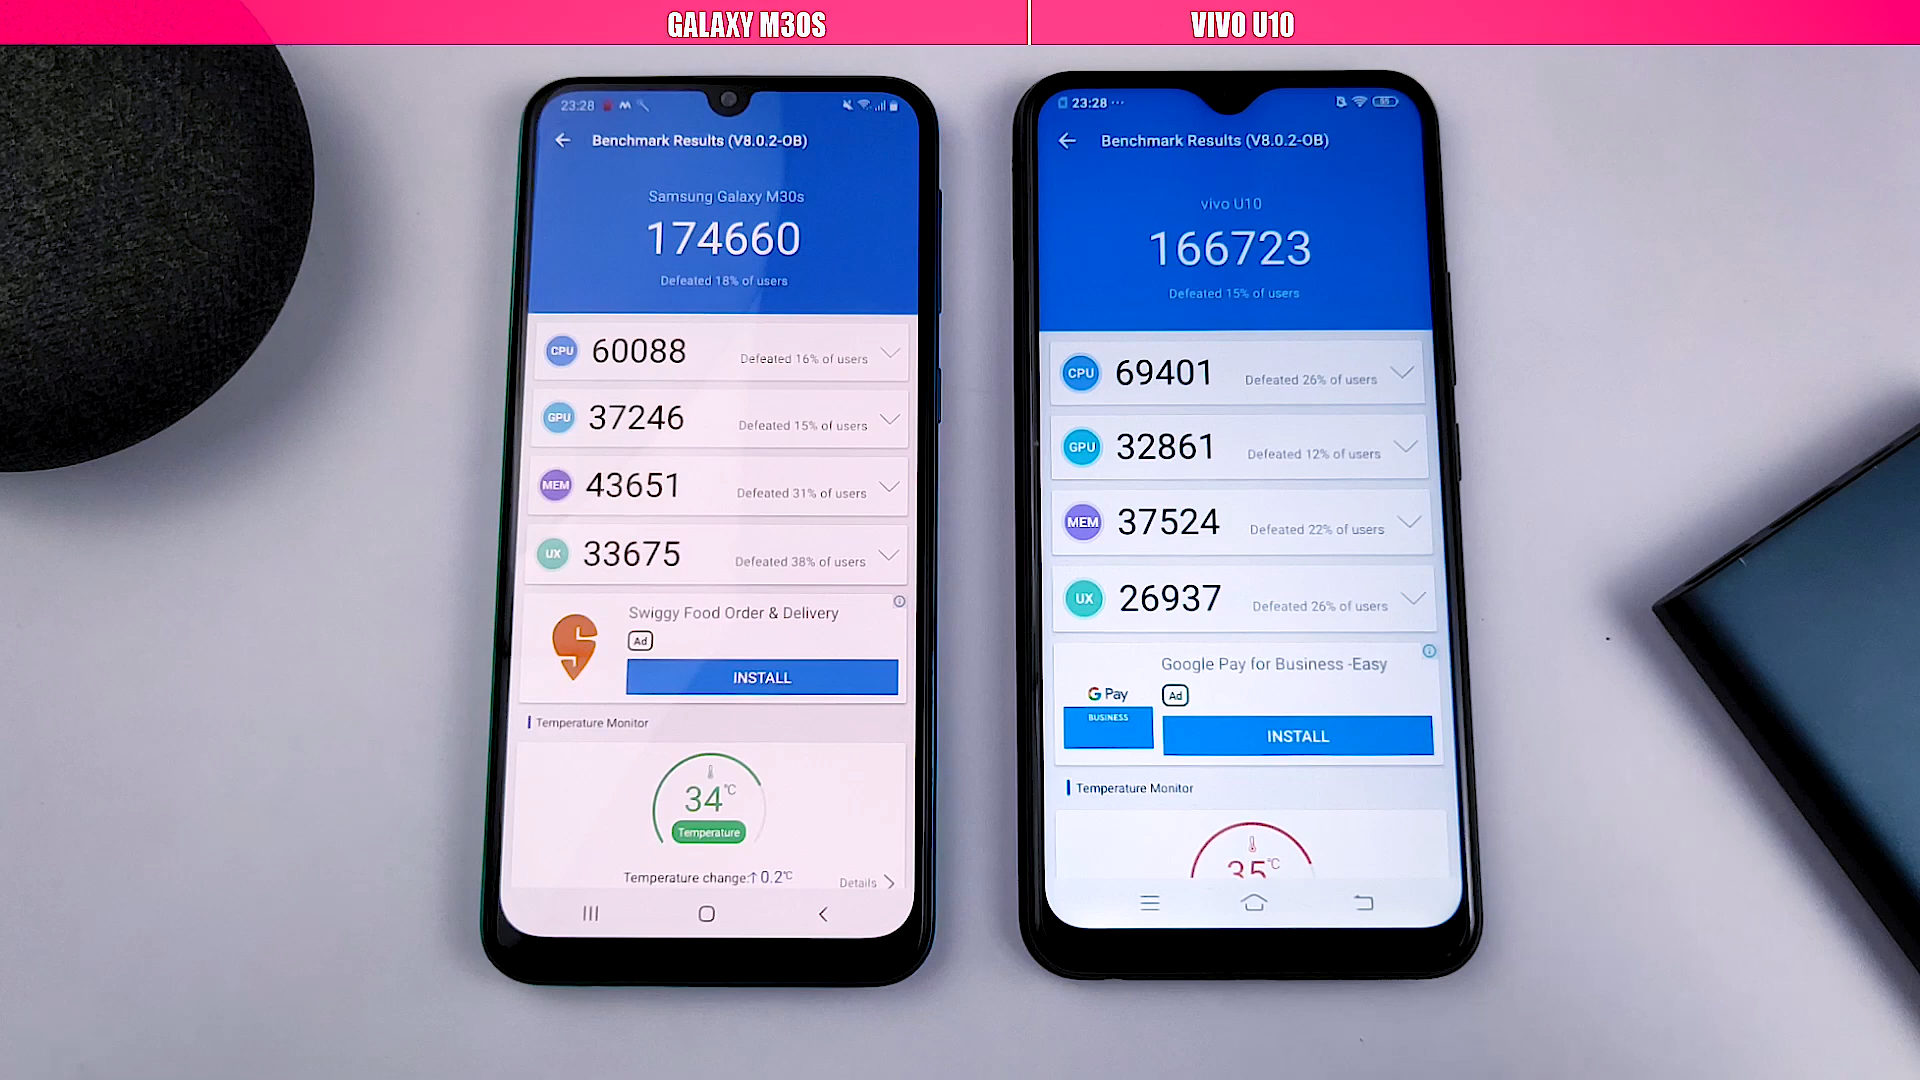 GALAXY M30S
VIVO U10
23:28
Benchmark Results (V8.0.2-OB)
Samsung Galaxy M30s
174660
Defeated 18% of users
CPU 60088 Defeated 16% of users
GPU 37246 Defeated 15% of users
MEM 43651 Defeated 31% of users
UX 33675 Defeated 38% of users
Swiggy Food Order & Delivery
Ad
INSTALL
Temperature Monitor
34°C
Temperature
Temperature change:↑ 0.2°C
Details
23:28 ...
55
Benchmark Results (V8.0.2-OB)
vivo U10
166723
Defeated 15% of users
CPU 69401 Defeated 26% of users
GPU 32861 Defeated 12% of users
MEM 37524 Defeated 22% of users
UX 26937 Defeated 26% of users
Google Pay for Business -Easy
G Pay
BUSINESS
Ad
INSTALL
Temperature Monitor
35°C